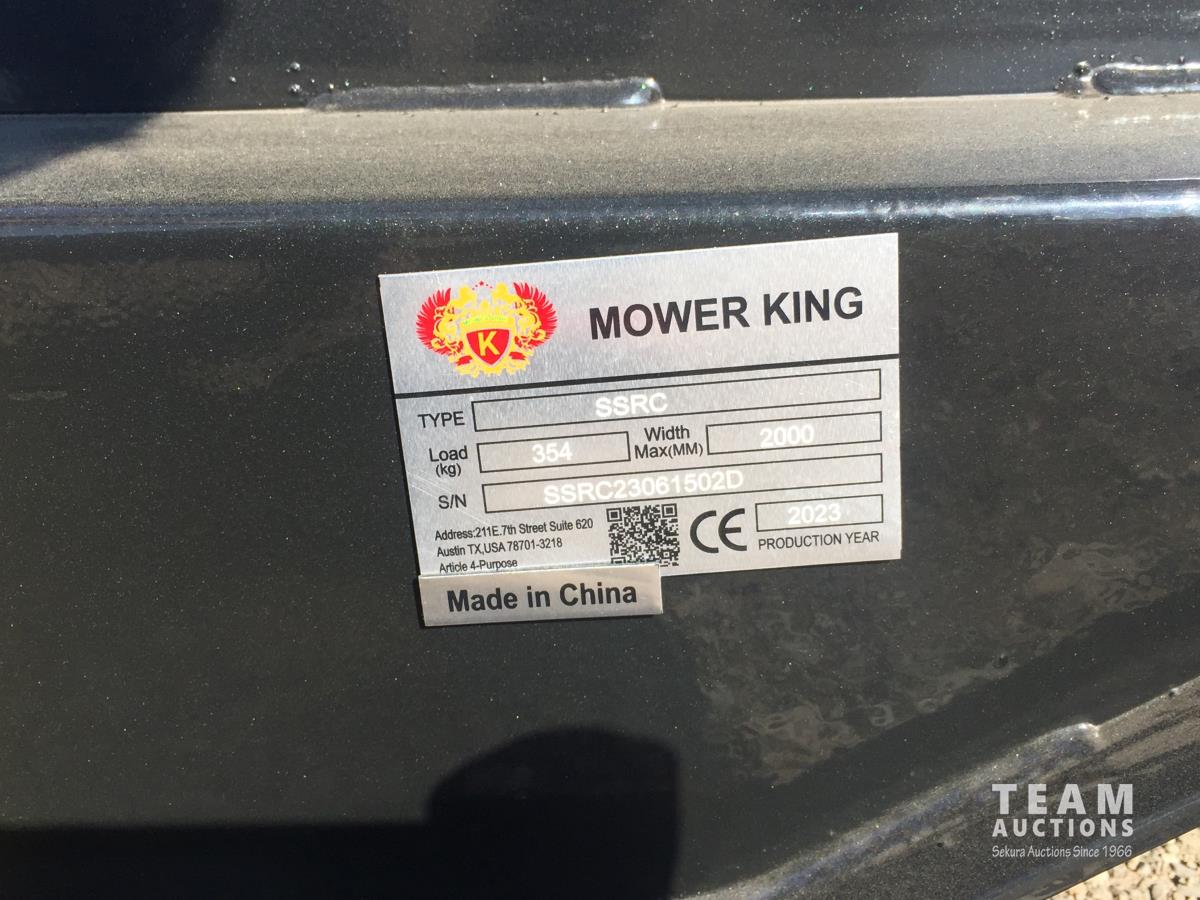 K
MOWER KING
TYPE SSRC
Load (kg) 354 Width Max(MM) 2000
S/N SSRC23061502D
Address:211E.7th Street Suite 620
Austin TX,USA 78701-3218
Article 4-Purpose
CE
2023
PRODUCTION YEAR
Made in China
TEAM
AUCTIONS
Sekura Auctions Since 1966